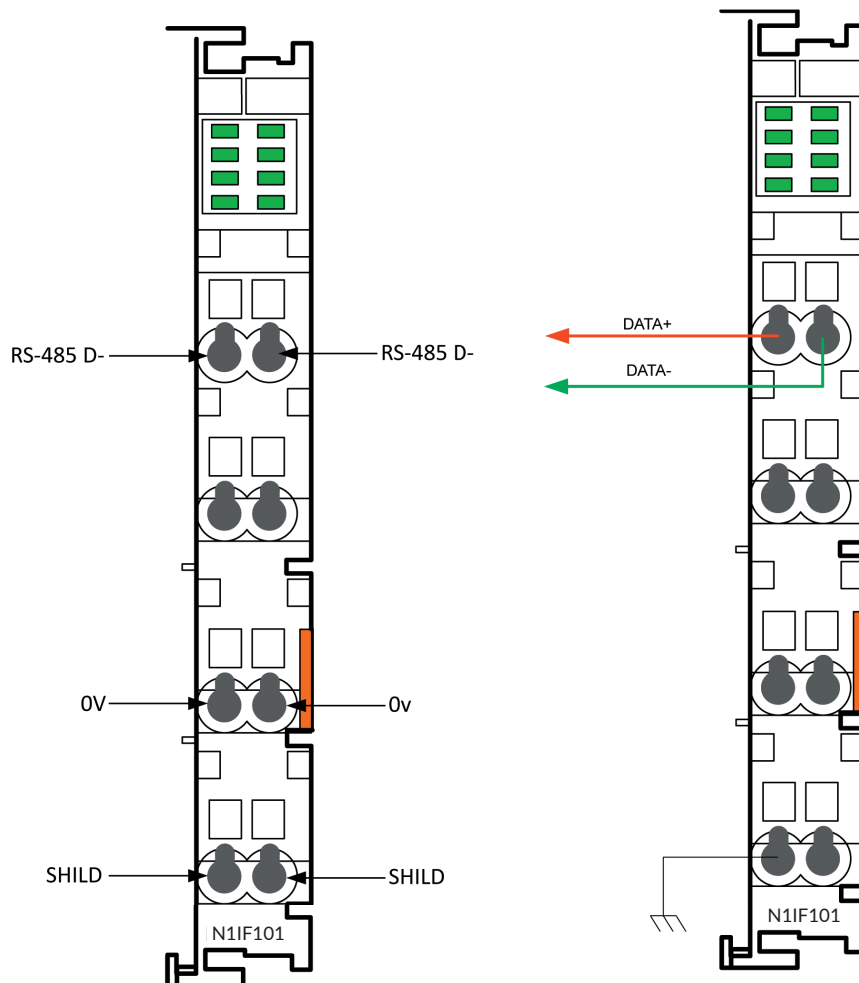 RS-485 D-
RS-485 D-
0V
0v
SHILD
SHILD
N1IF101
DATA+
DATA-
N1IF101